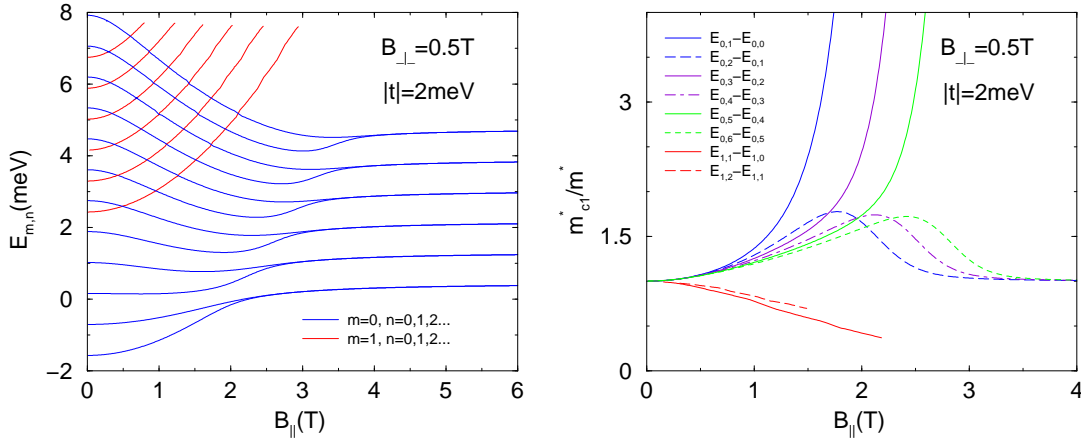 8
6
4
2
0
−2
E_{m,n}(meV)
B_{_|_}=0.5T
|t|=2meV
m=0, n=0,1,2...
m=1, n=0,1,2...
0 1 2 3 4 5 6
B_{||}(T)
3
1.5
0
m^*_{c1}/m^*
E_{0,1}−E_{0,0}
E_{0,2}−E_{0,1}
E_{0,3}−E_{0,2}
E_{0,4}−E_{0,3}
E_{0,5}−E_{0,4}
E_{0,6}−E_{0,5}
E_{1,1}−E_{1,0}
E_{1,2}−E_{1,1}
B_{_|_}=0.5T
|t|=2meV
0 1 2 3 4
B_{||}(T)